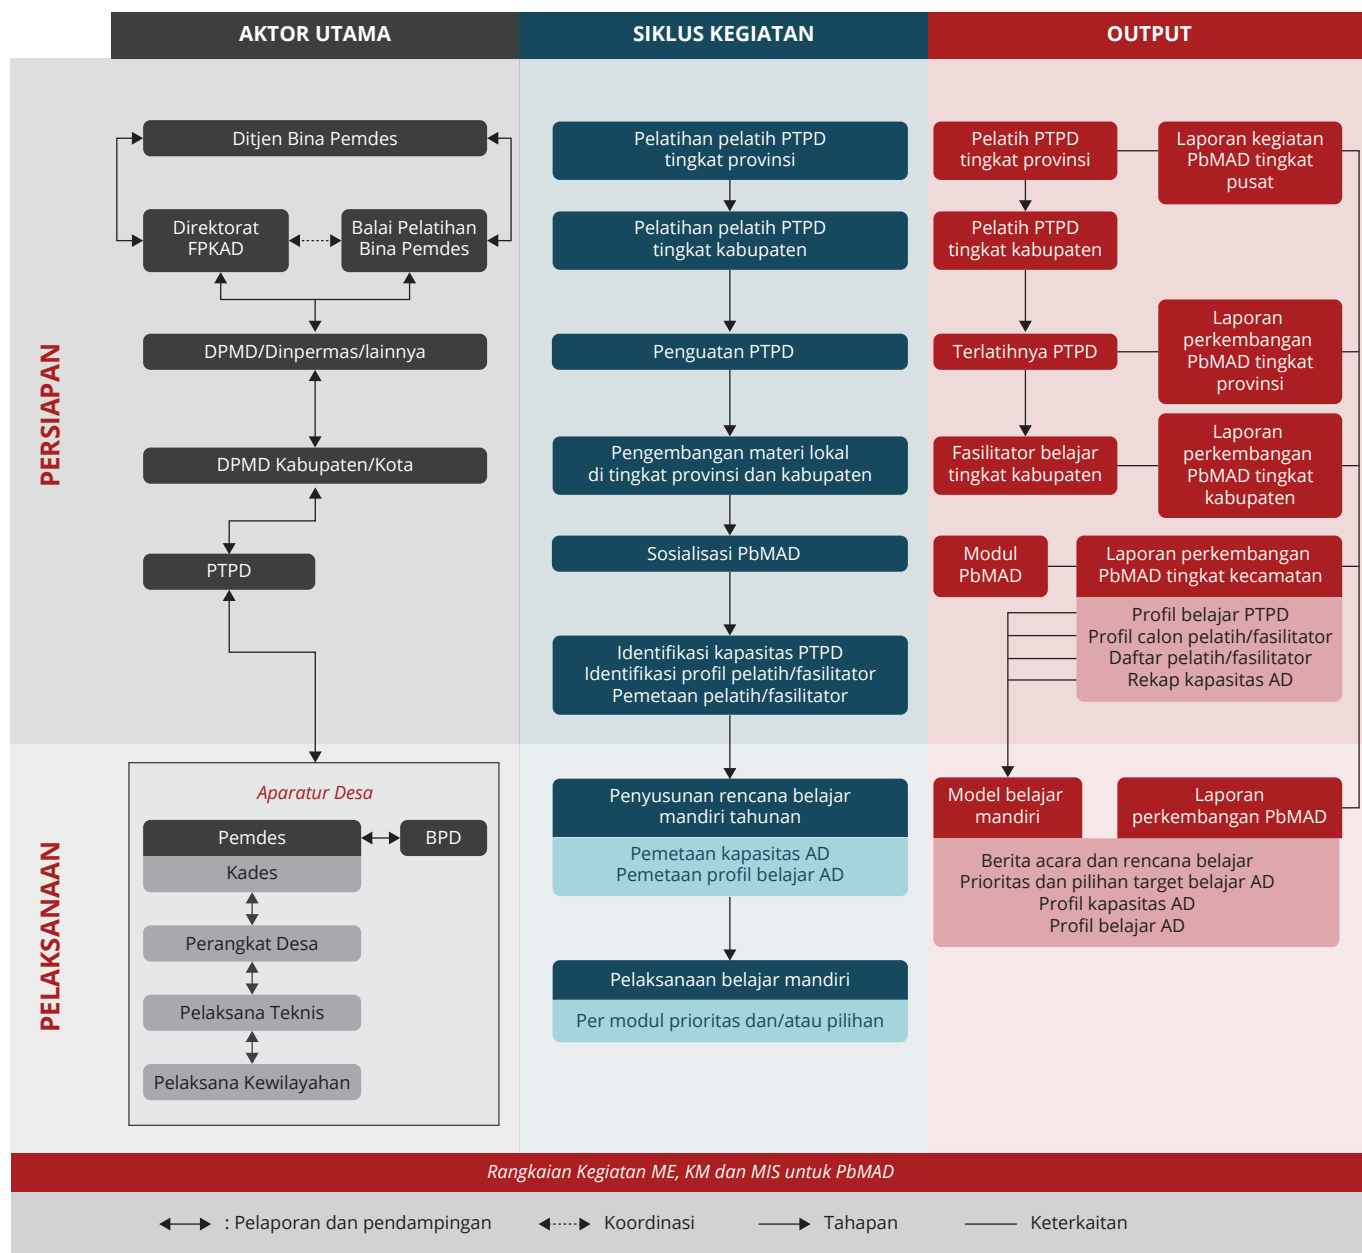 AKTOR UTAMA
SIKLUS KEGIATAN
OUTPUT
PERSIAPAN
Ditjen Bina Pemdes
Direktorat
FPKAD
Balai Pelatihan
Bina Pemdes
DPMD/Dinpermas/lainnya
DPMD Kabupaten/Kota
PTPD
Pelatihan pelatih PTPD
tingkat provinsi
Pelatihan pelatih PTPD
tingkat kabupaten
Penguatan PTPD
Pengembangan materi lokal
di tingkat provinsi dan kabupaten
Sosialisasi PbMAD
Identifikasi kapasitas PTPD
Identifikasi profil pelatih/fasilitator
Pemetaan pelatih/fasilitator
Pelatih PTPD
tingkat provinsi
Laporan kegiatan
PbMAD tingkat
pusat
Pelatih PTPD
tingkat kabupaten
Terlatihnya PTPD
Laporan
perkembangan
PbMAD tingkat
provinsi
Fasilitator belajar
tingkat kabupaten
Laporan
perkembangan
PbMAD tingkat
kabupaten
Modul
PbMAD
Laporan perkembangan
PbMAD tingkat kecamatan
Profil belajar PTPD
Profil calon pelatih/fasilitator
Daftar pelatih/fasilitator
Rekap kapasitas AD
PELAKSANAAN
Aparatur Desa
Pemdes
BPD
Kades
Perangkat Desa
Pelaksana Teknis
Pelaksana Kewilayahan
Penyusunan rencana belajar
mandiri tahunan
Pemetaan kapasitas AD
Pemetaan profil belajar AD
Pelaksanaan belajar mandiri
Per modul prioritas dan/atau pilihan
Model belajar
mandiri
Laporan
perkembangan PbMAD
Berita acara dan rencana belajar
Prioritas dan pilihan target belajar AD
Profil kapasitas AD
Profil belajar AD
Rangkaian Kegiatan ME, KM dan MIS untuk PbMAD
: Pelaporan dan pendampingan
Koordinasi
Tahapan
Keterkaitan